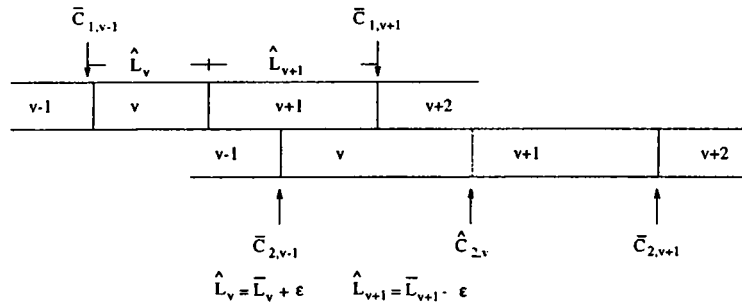 C̄₁,ᵥ₋₁ C̄₁,ᵥ₊₁
L̂ᵥ L̂ᵥ₊₁
v-1 v v+1 v+2
v-1 v v+1 v+2
C̄₂,ᵥ₋₁ Ĉ₂,ᵥ C̄₂,ᵥ₊₁
L̂ᵥ = L̄ᵥ + ε L̂ᵥ₊₁ = L̄ᵥ₊₁ - ε